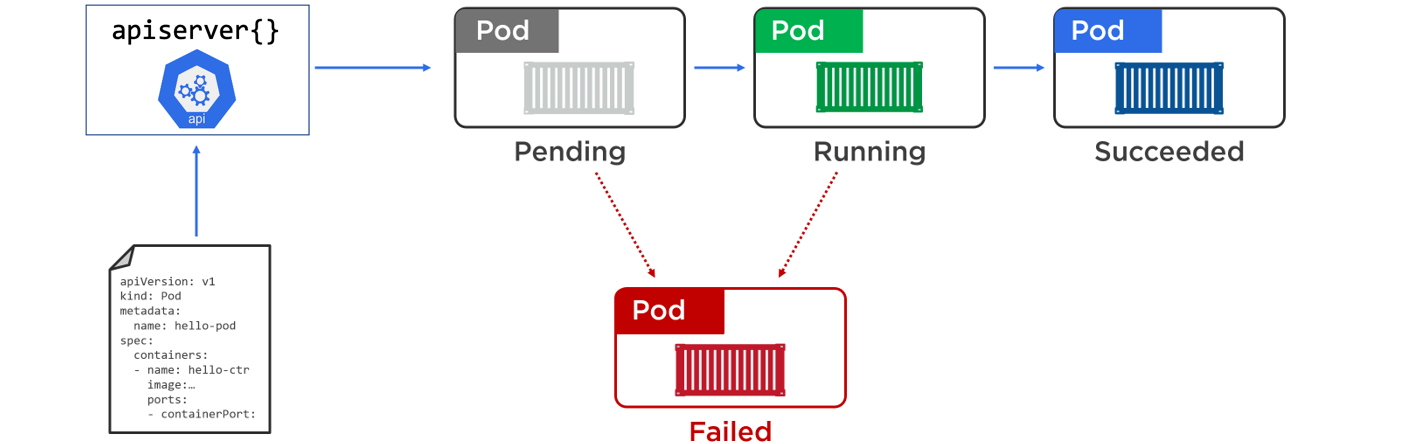 apiserver{}
api
Pod
Pending
Pod
Running
Pod
Succeeded
apiVersion: v1
kind: Pod
metadata:
  name: hello-pod
spec:
  containers:
  - name: hello-ctr
    image:…
    ports:
    - containerPort:
Pod
Failed